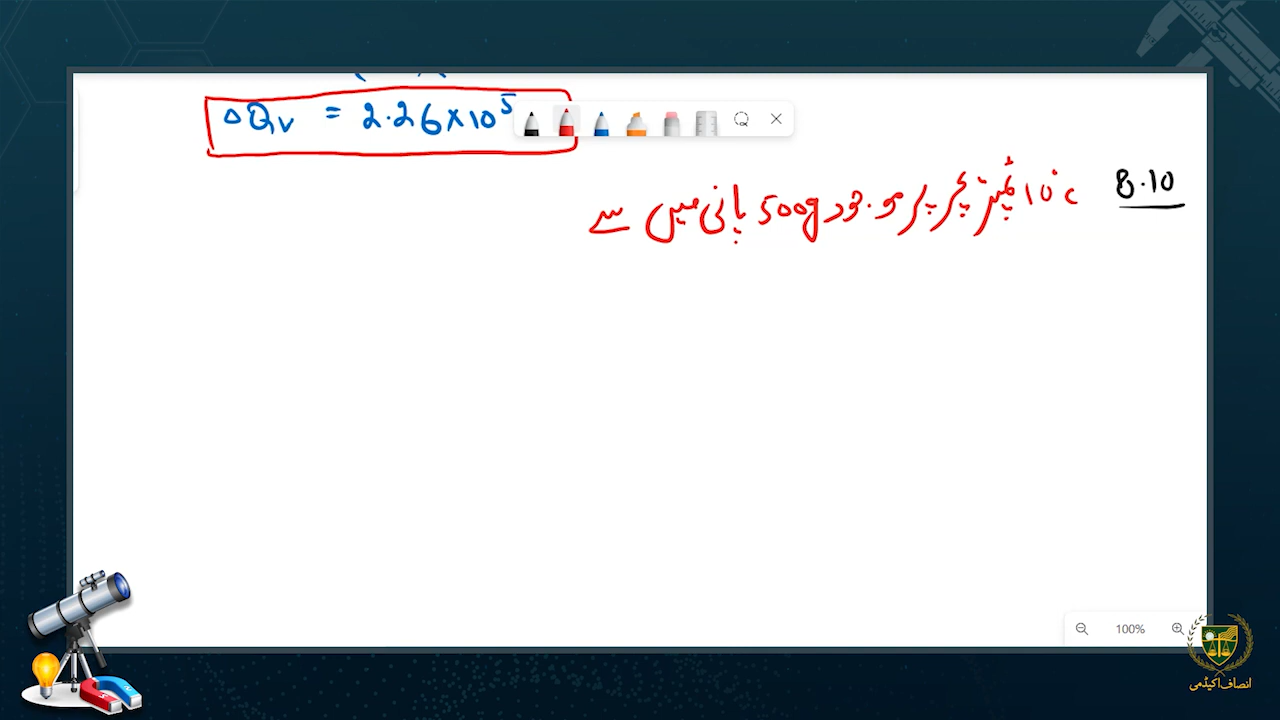 ΔQv = 2.26×10⁵
8.10
10°c ٹمپریچر پر موجود 500g پانی میں سے
100%
انصاف اکیڈمی